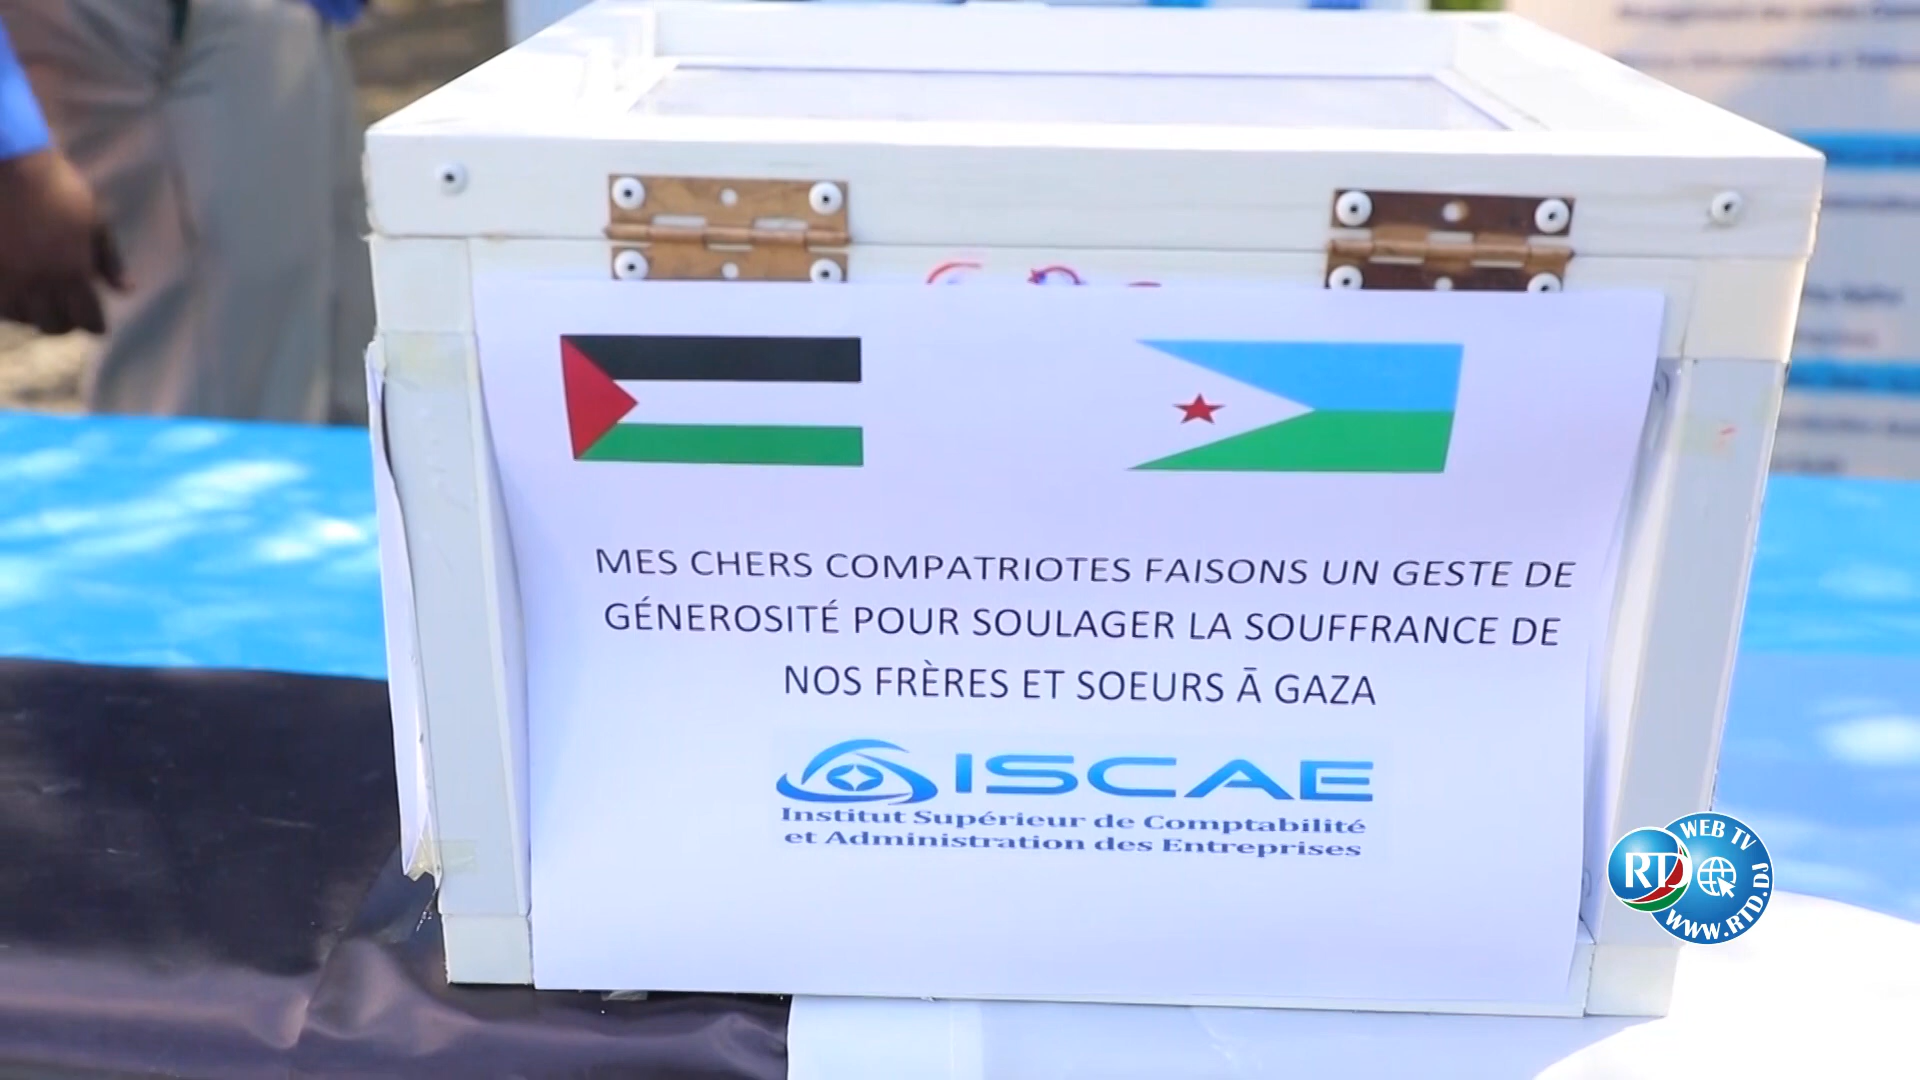 MES CHERS COMPATRIOTES FAISONS UN GESTE DE
GÉNEROSITÉ POUR SOULAGER LA SOUFFRANCE DE
NOS FRÈRES ET SOEURS Ā GAZA
ISCAE
Institut Supérieur de Comptabilité
et Administration des Entreprises
WEB TV
RTD
WWW.RTD.DJ